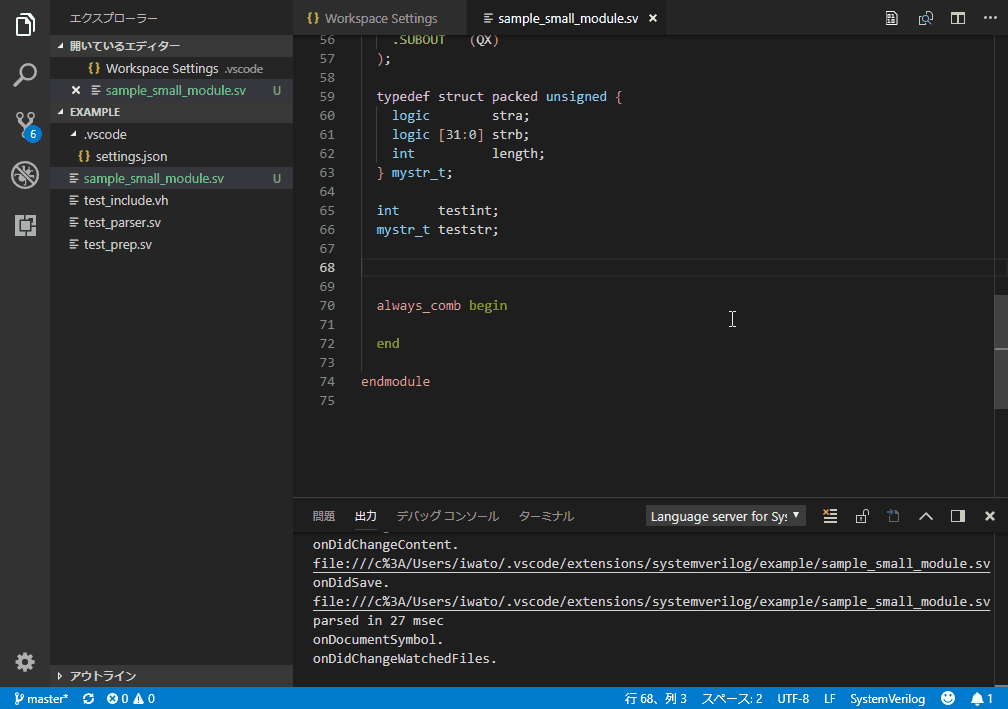 エクスプローラー
開いているエディター
{} Workspace Settings .vscode
sample_small_module.sv U
EXAMPLE
.vscode
{} settings.json
sample_small_module.sv U
test_include.vh
test_parser.sv
test_prep.sv
アウトライン
6
{} Workspace Settings
sample_small_module.sv
56 .SUBOUT (QX)
57 );
58
59 typedef struct packed unsigned {
60 logic stra;
61 logic [31:0] strb;
62 int length;
63 } mystr_t;
64
65 int testint;
66 mystr_t teststr;
67
68
69
70 always_comb begin
71
72 end
73
74 endmodule
75
問題 出力 デバッグ コンソール ターミナル Language server for Sys
onDidChangeContent.
file:///c%3A/Users/iwato/.vscode/extensions/systemverilog/example/sample_small_module.sv
onDidSave.
file:///c%3A/Users/iwato/.vscode/extensions/systemverilog/example/sample_small_module.sv
parsed in 27 msec
onDocumentSymbol.
onDidChangeWatchedFiles.
master* 0 0 行 68、列 3 スペース: 2 UTF-8 LF SystemVerilog 1